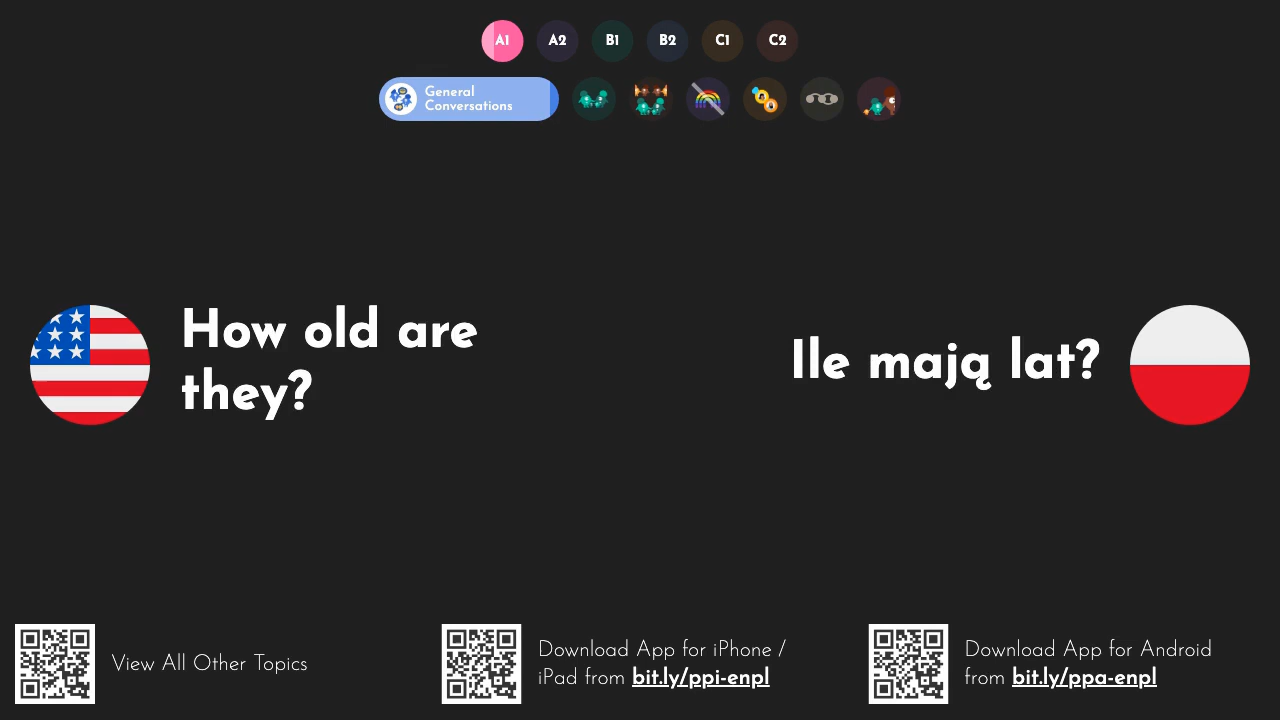 A1 A2 B1 B2 C1 C2
General
Conversations
How old are
they?
Ile mają lat?
View All Other Topics
Download App for iPhone /
iPad from bit.ly/ppi-enpl
Download App for Android
from bit.ly/ppa-enpl